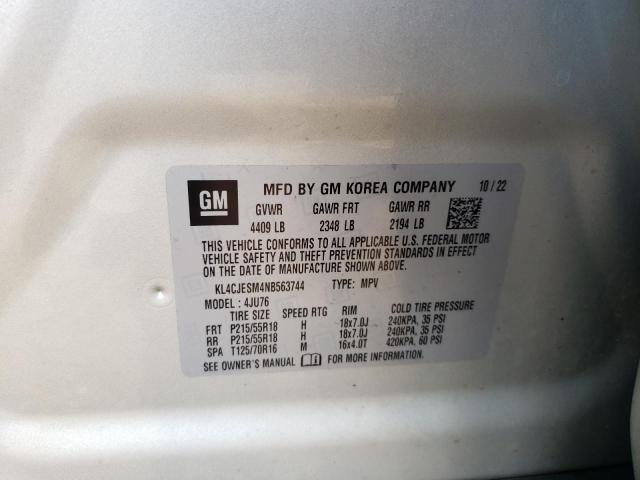 GM MFD BY GM KOREA COMPANY 10 / 22
GVWR GAWR FRT GAWR RR
4409 LB 2348 LB 2194 LB
THIS VEHICLE CONFORMS TO ALL APPLICABLE U.S. FEDERAL MOTOR
VEHICLE SAFETY AND THEFT PREVENTION STANDARDS IN EFFECT
ON THE DATE OF MANUFACTURE SHOWN ABOVE.
KL4CJESM4NB563744 TYPE: MPV
MODEL : 4JU76
TIRE SIZE SPEED RTG RIM COLD TIRE PRESSURE
FRT P215/55R18 H 18x7.0J 240KPA, 35 PSI
RR P215/55R18 H 18x7.0J 240KPA, 35 PSI
SPA T125/70R16 M 16x4.0T 420KPA, 60 PSI
SEE OWNER'S MANUAL FOR MORE INFORMATION.